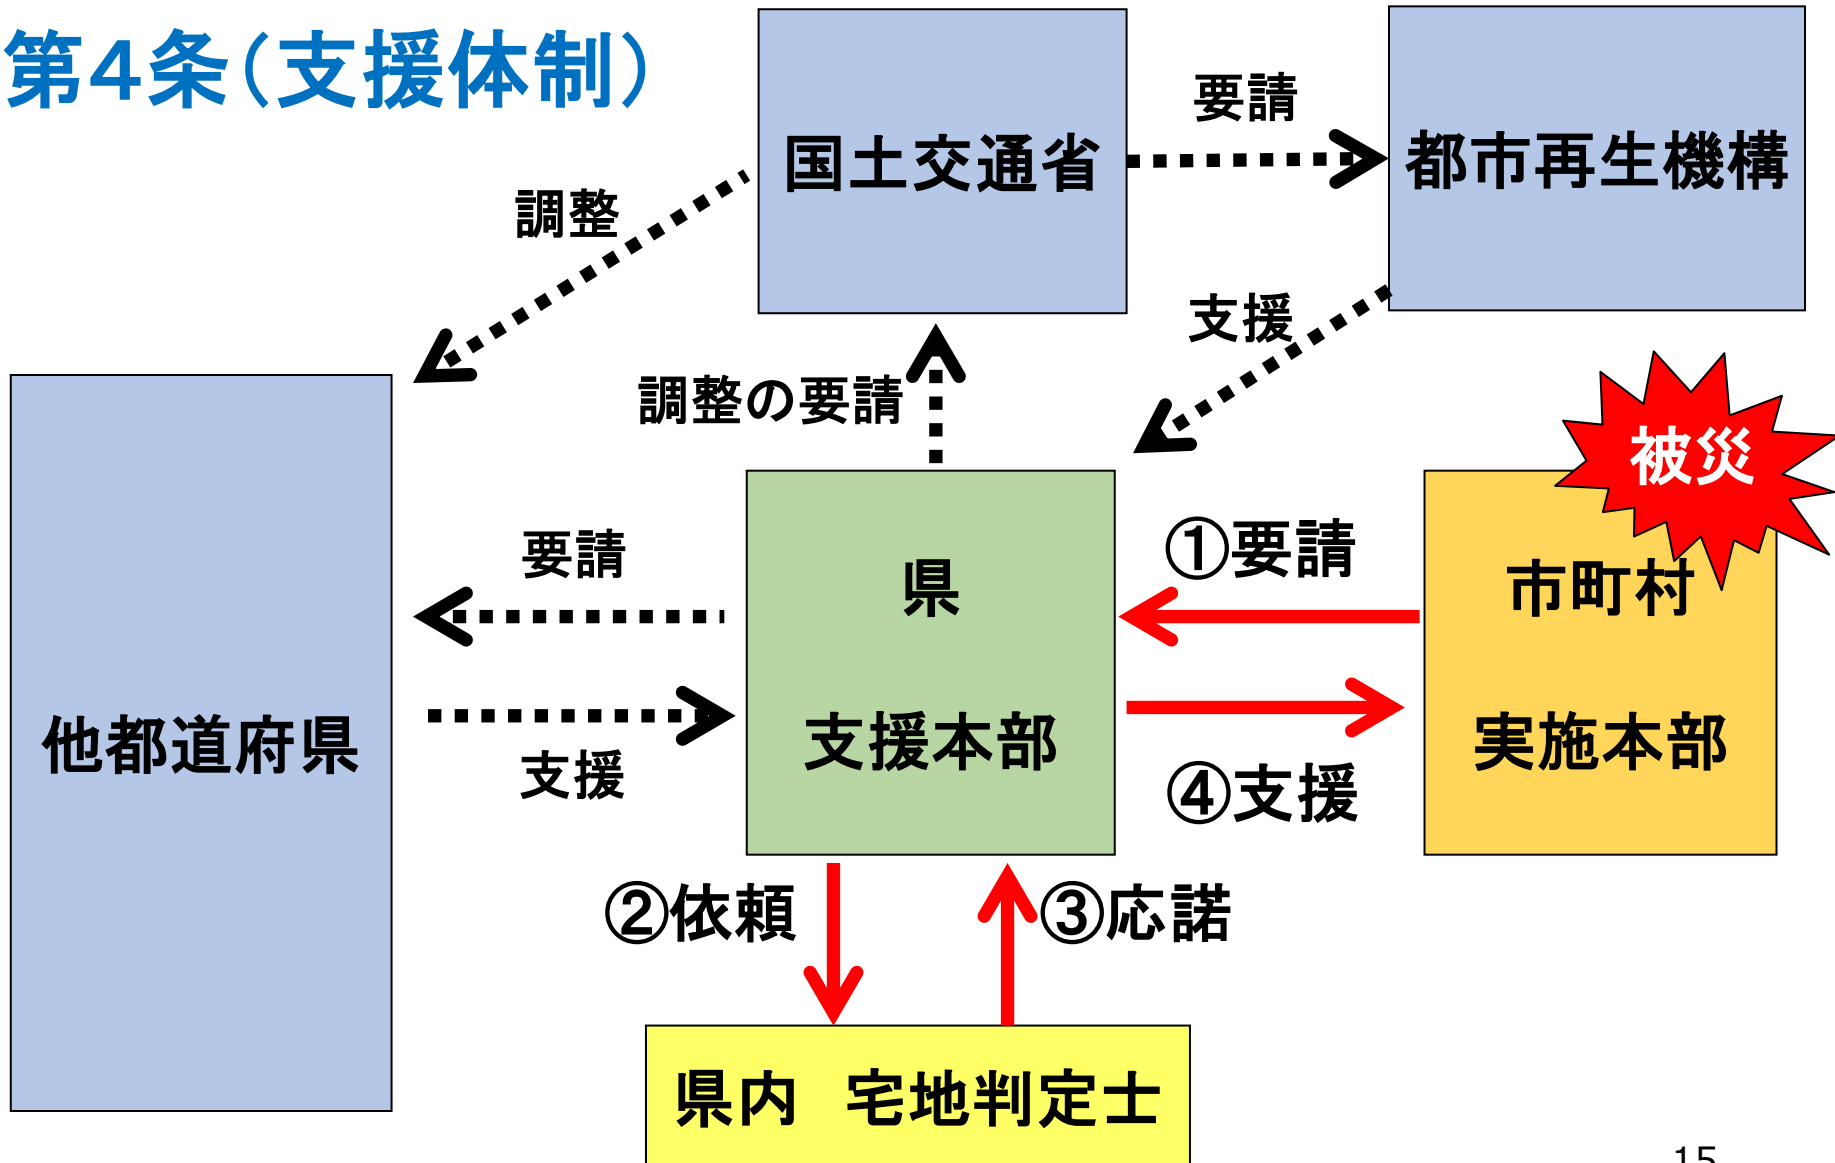 第4条（支援体制）
国土交通省
要請
都市再生機構
調整
支援
調整の要請
被災
他都道府県
要請
支援
県
支援本部
①要請
④支援
市町村
実施本部
②依頼
③応諾
県内　宅地判定士
15